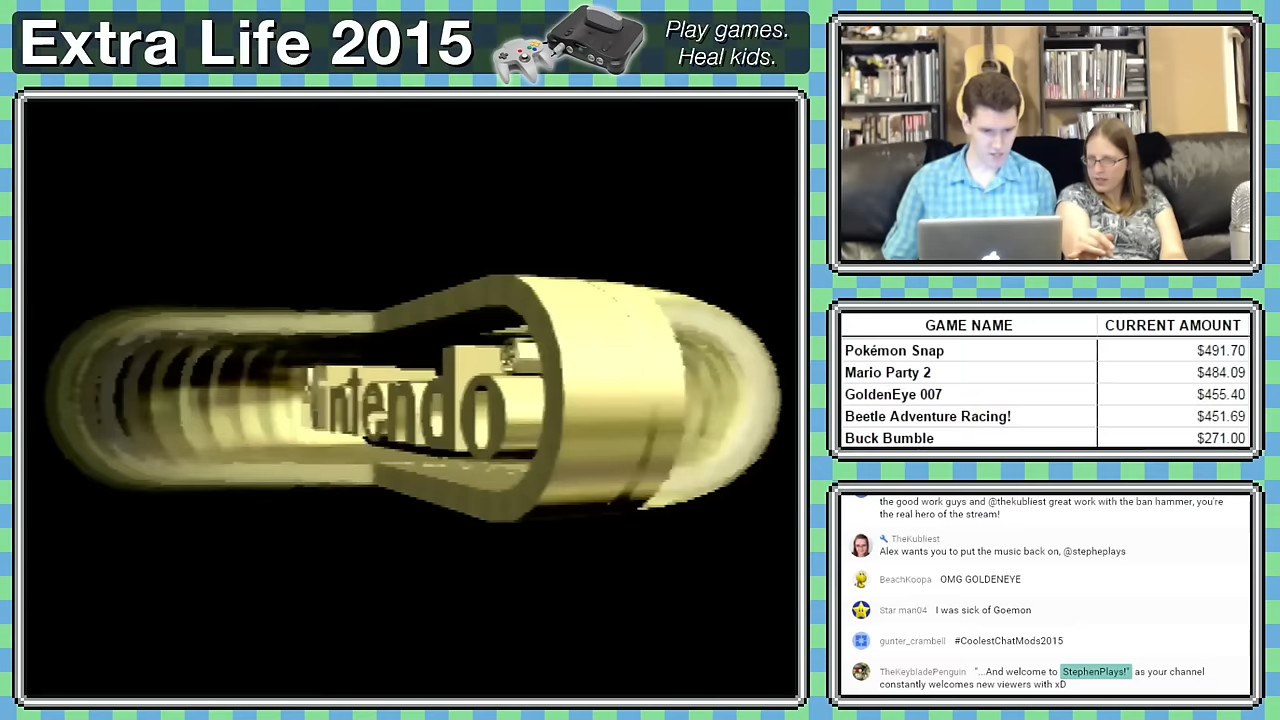 Extra Life 2015
Play games.
Heal kids.
Nintendo
GAME NAME CURRENT AMOUNT
Pokémon Snap $491.70
Mario Party 2 $484.09
GoldenEye 007 $455.40
Beetle Adventure Racing! $451.69
Buck Bumble $271.00
the good work guys and @thekubliest great work with the ban hammer, you're
the real hero of the stream!
TheKubliest
Alex wants you to put the music back on, @stepheplays
BeachKoopa OMG GOLDENEYE
Star man04 I was sick of Goemon
gunter_crambell #CoolestChatMods2015
TheKeybladePenguin "...And welcome to StephenPlays!" as your channel
constantly welcomes new viewers with xD